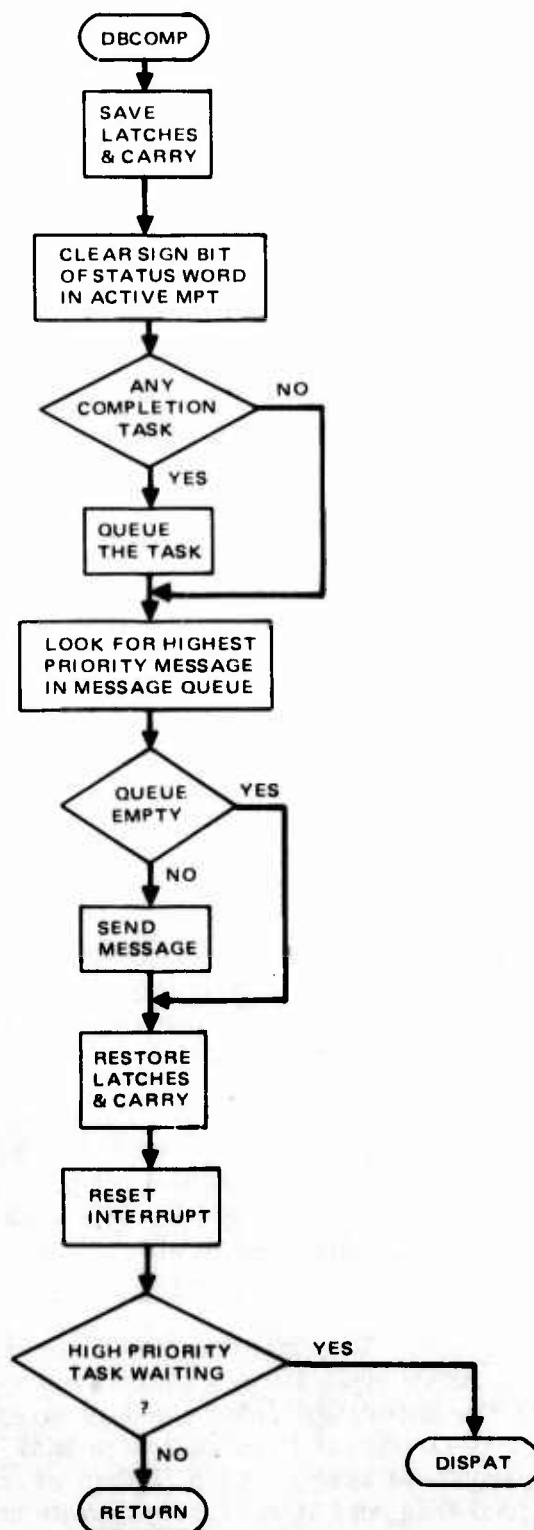 DBCOMP
SAVE
LATCHES
& CARRY
CLEAR SIGN BIT
OF STATUS WORD
IN ACTIVE MPT
ANY
COMPLETION
TASK
NO
YES
QUEUE
THE TASK
LOOK FOR HIGHEST
PRIORITY MESSAGE
IN MESSAGE QUEUE
QUEUE
EMPTY
YES
NO
SEND
MESSAGE
RESTORE
LATCHES
& CARRY
RESET
INTERRUPT
HIGH PRIORITY
TASK WAITING
?
YES
NO
DISPAT
RETURN